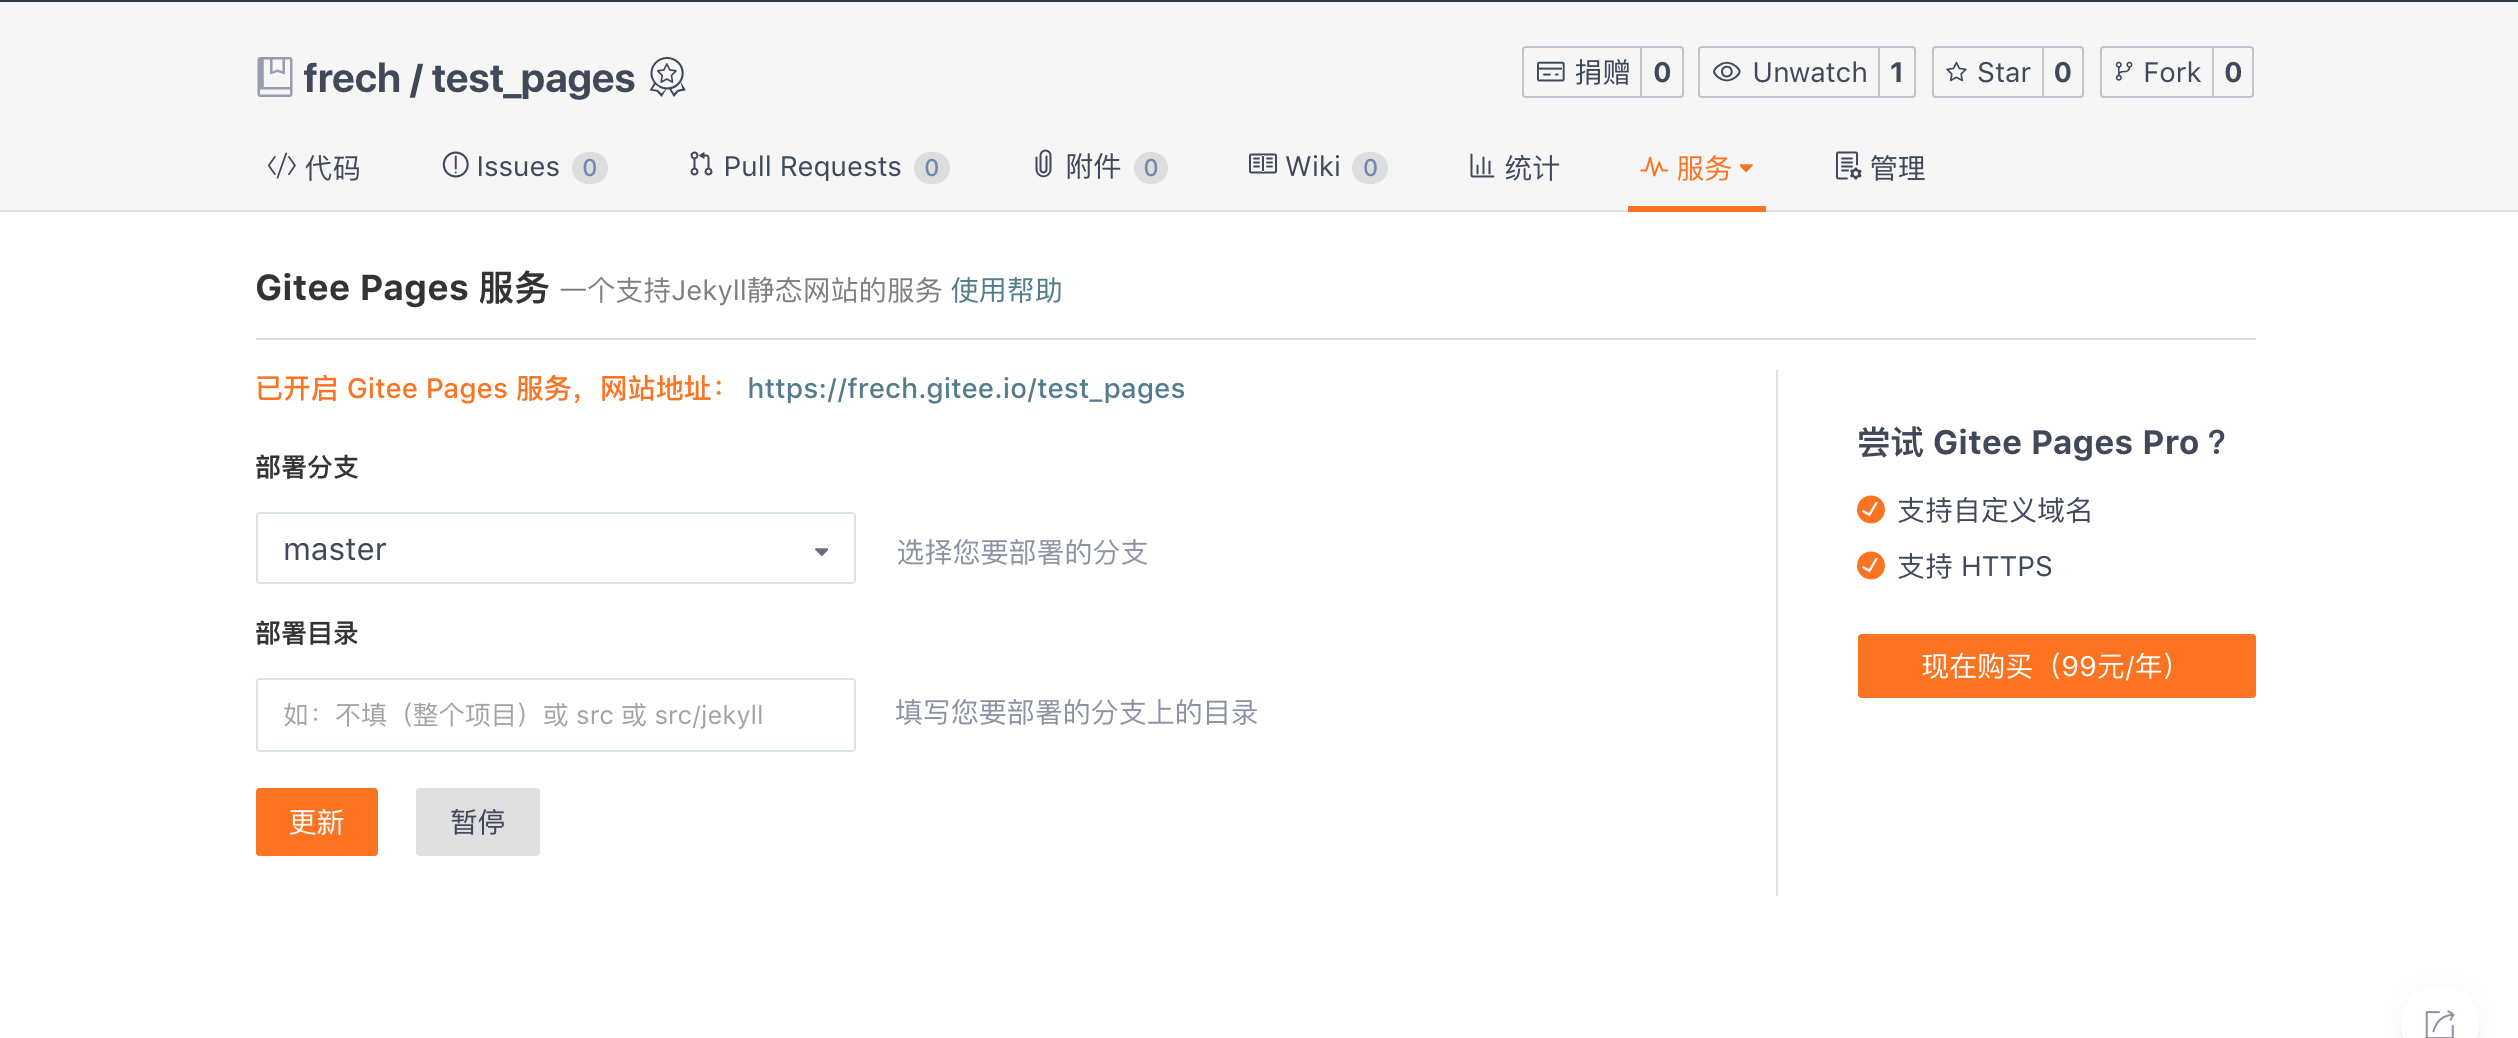 frech / test_pages
捐赠 0 Unwatch 1 Star 0 Fork 0
代码 Issues 0 Pull Requests 0 附件 0 Wiki 0 统计 服务 管理
Gitee Pages 服务 一个支持Jekyll静态网站的服务 使用帮助
已开启 Gitee Pages 服务，网站地址： https://frech.gitee.io/test_pages
部署分支
master 选择您要部署的分支
部署目录
如：不填（整个项目）或 src 或 src/jekyll 填写您要部署的分支上的目录
更新 暂停
尝试 Gitee Pages Pro ?
支持自定义域名
支持 HTTPS
现在购买（99元/年）